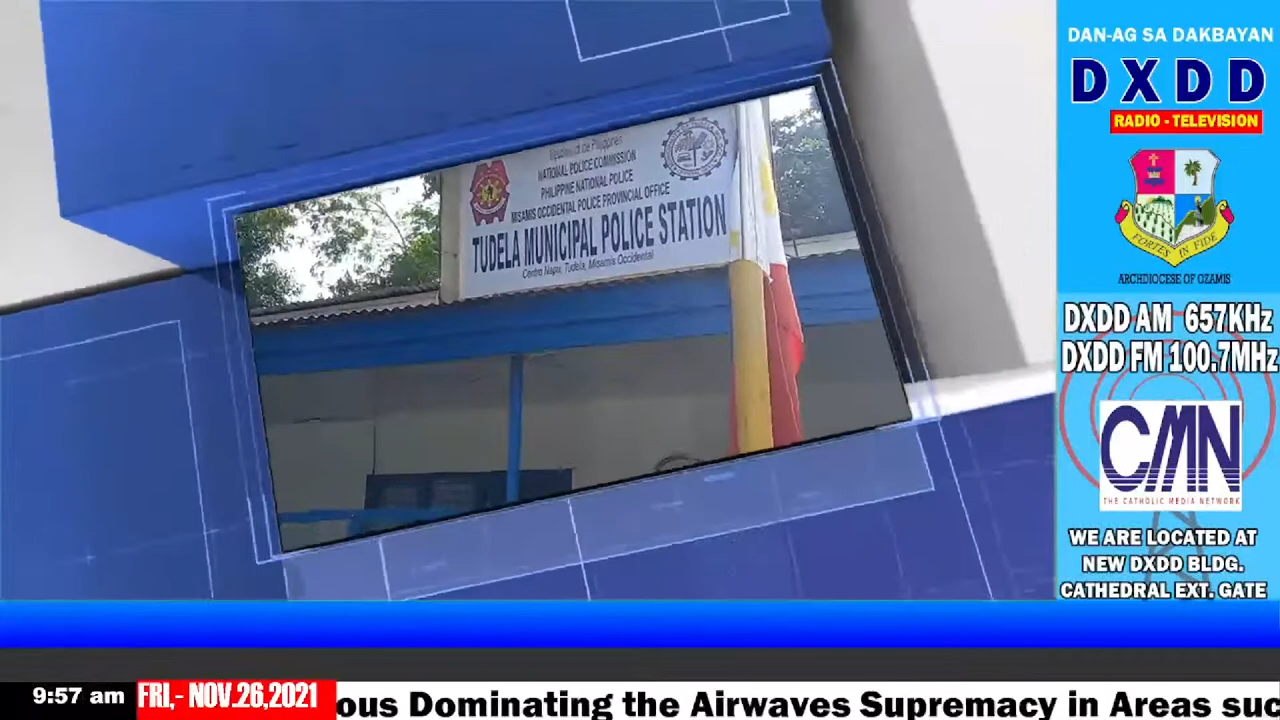 Republic of the Philippines
NATIONAL POLICE COMMISSION
PHILIPPINE NATIONAL POLICE
MISAMIS OCCIDENTAL POLICE PROVINCIAL OFFICE
TUDELA MUNICIPAL POLICE STATION
Centro Napu, Tudela, Misamis Occidental
DAN-AG SA DAKBAYAN
DXDD
RADIO - TELEVISION
FORTES IN FIDE
ARCHDIOCESE OF OZAMIS
DXDD AM 657KHz
DXDD FM 100.7MHz
CMN
THE CATHOLIC MEDIA NETWORK
WE ARE LOCATED AT
NEW DXDD BLDG.
CATHEDRAL EXT. GATE
9:57 am
FRI,- NOV.26,2021
ous Dominating the Airwaves Supremacy in Areas suc